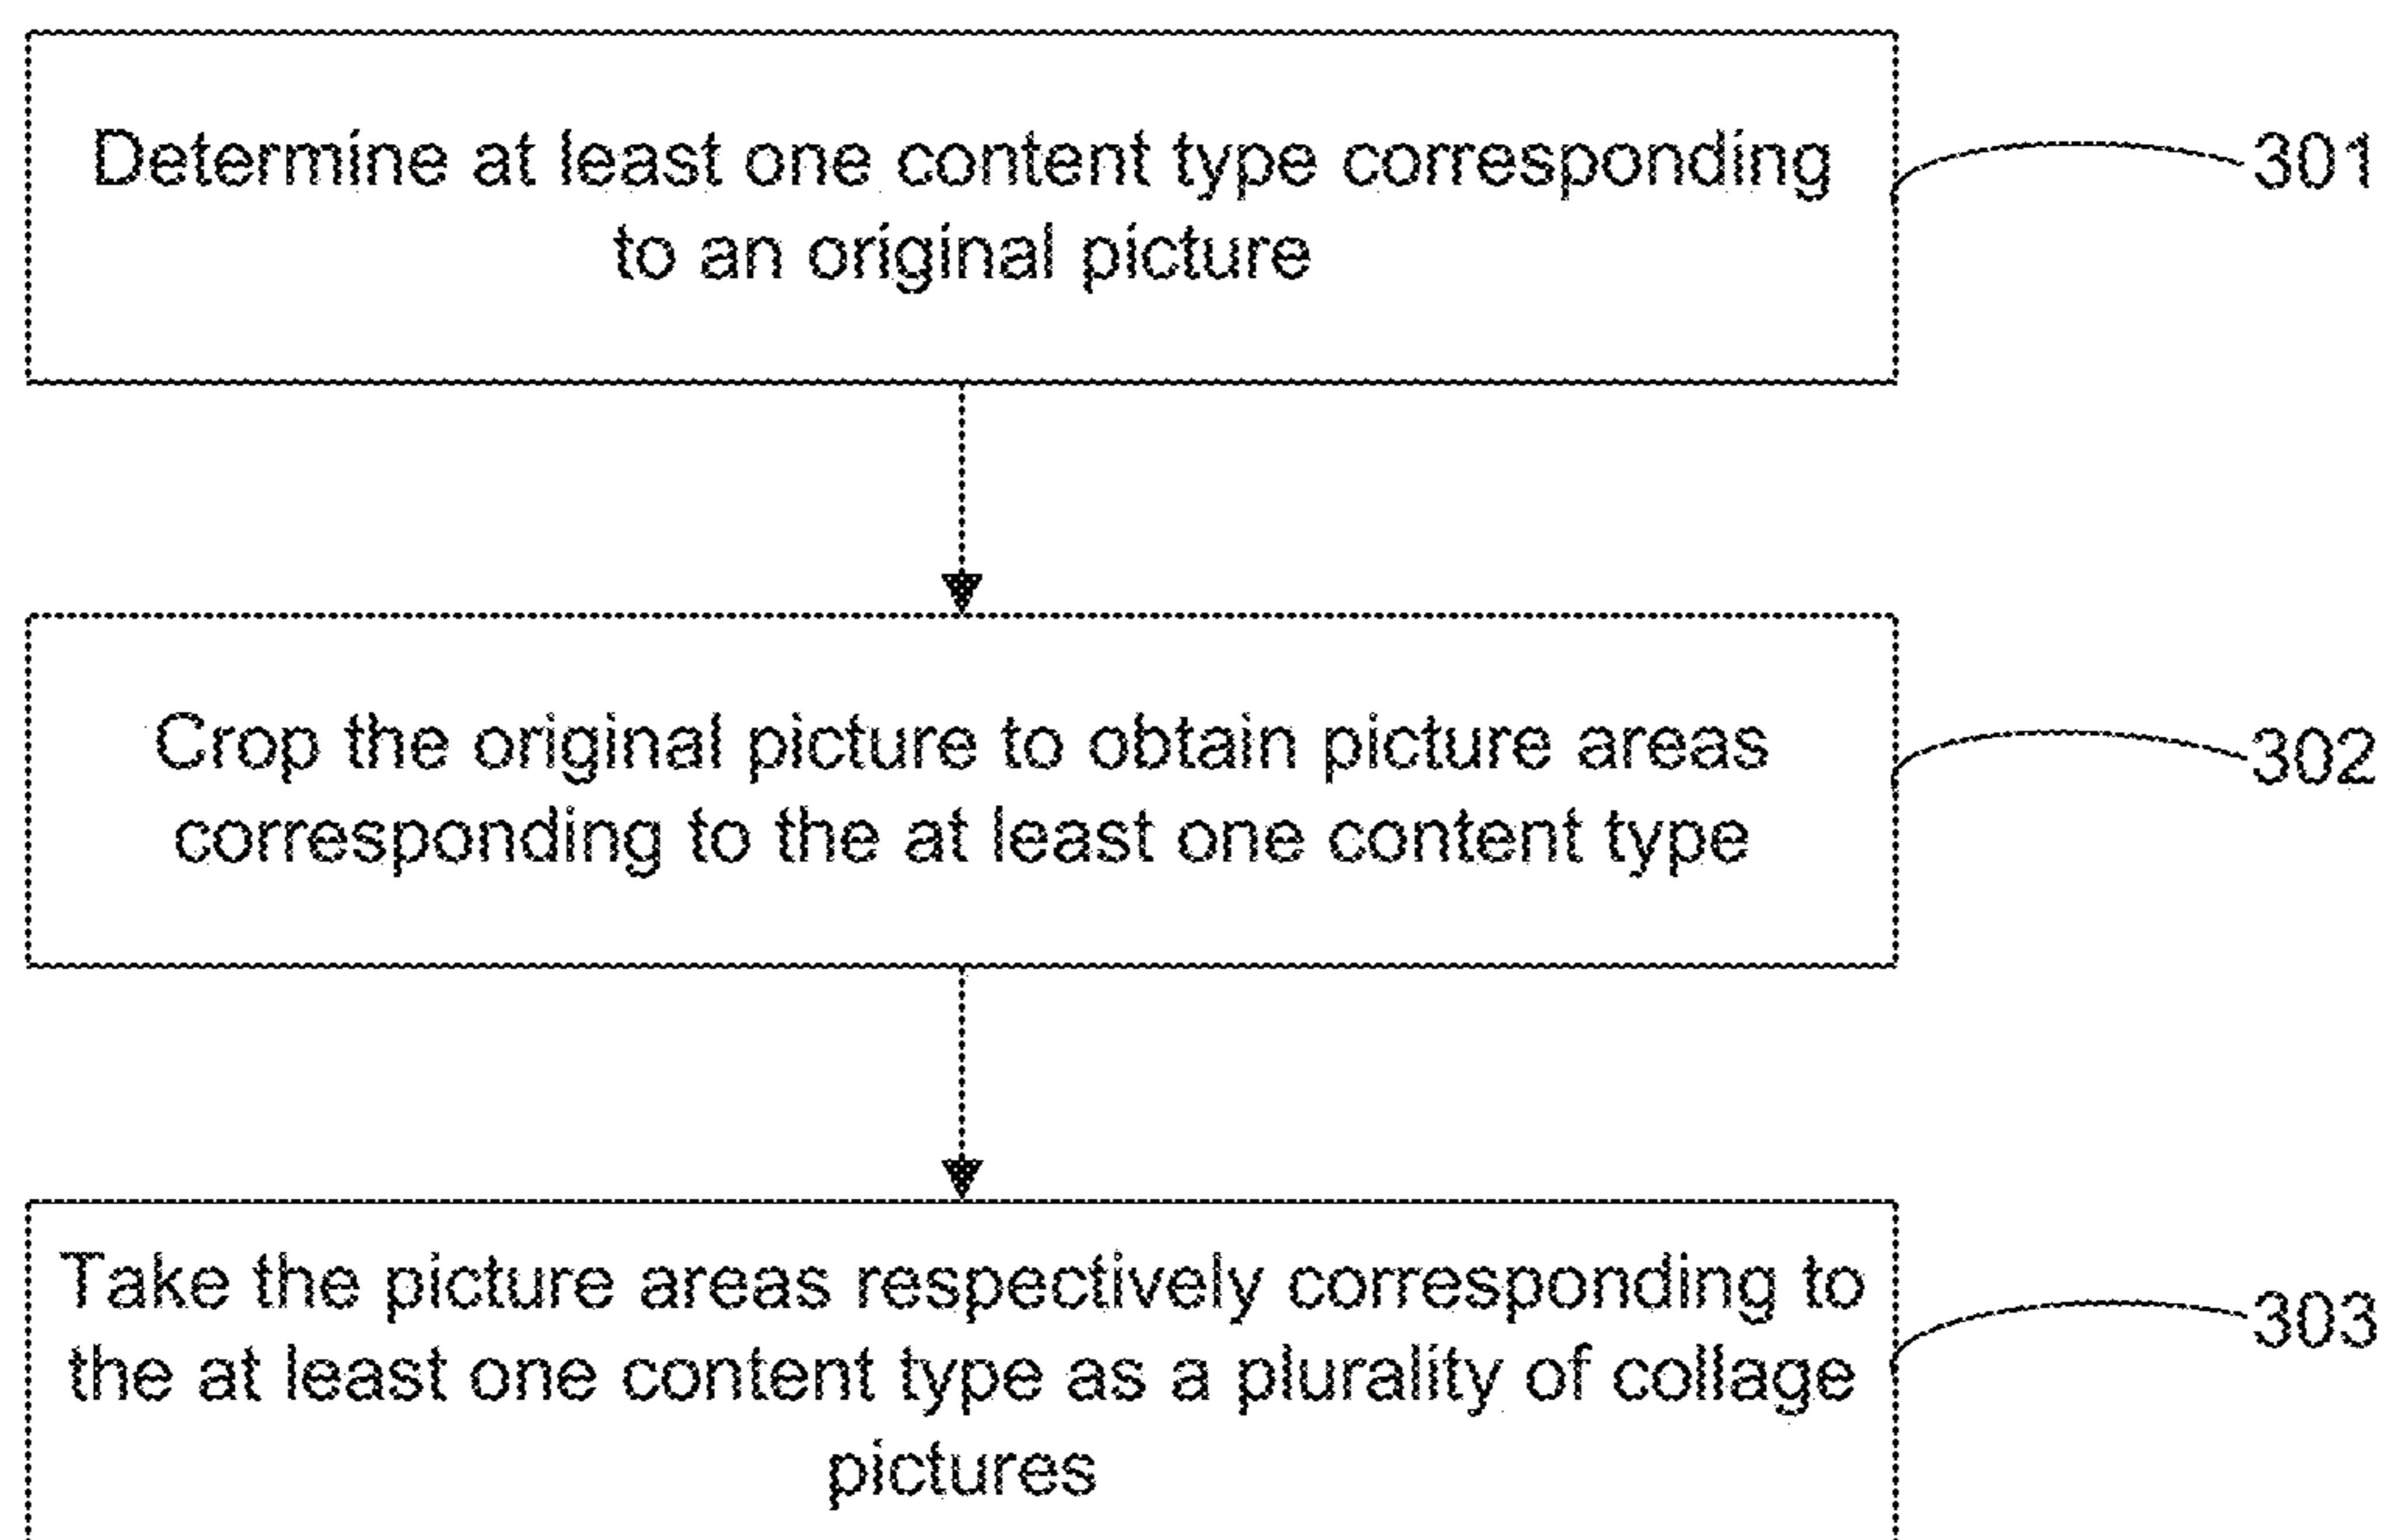 Determine at least one content type corresponding
to an original picture
301
Crop the original picture to obtain picture areas
corresponding to the at least one content type
302
Take the picture areas respectively corresponding to
the at least one content type as a plurality of collage
pictures
303